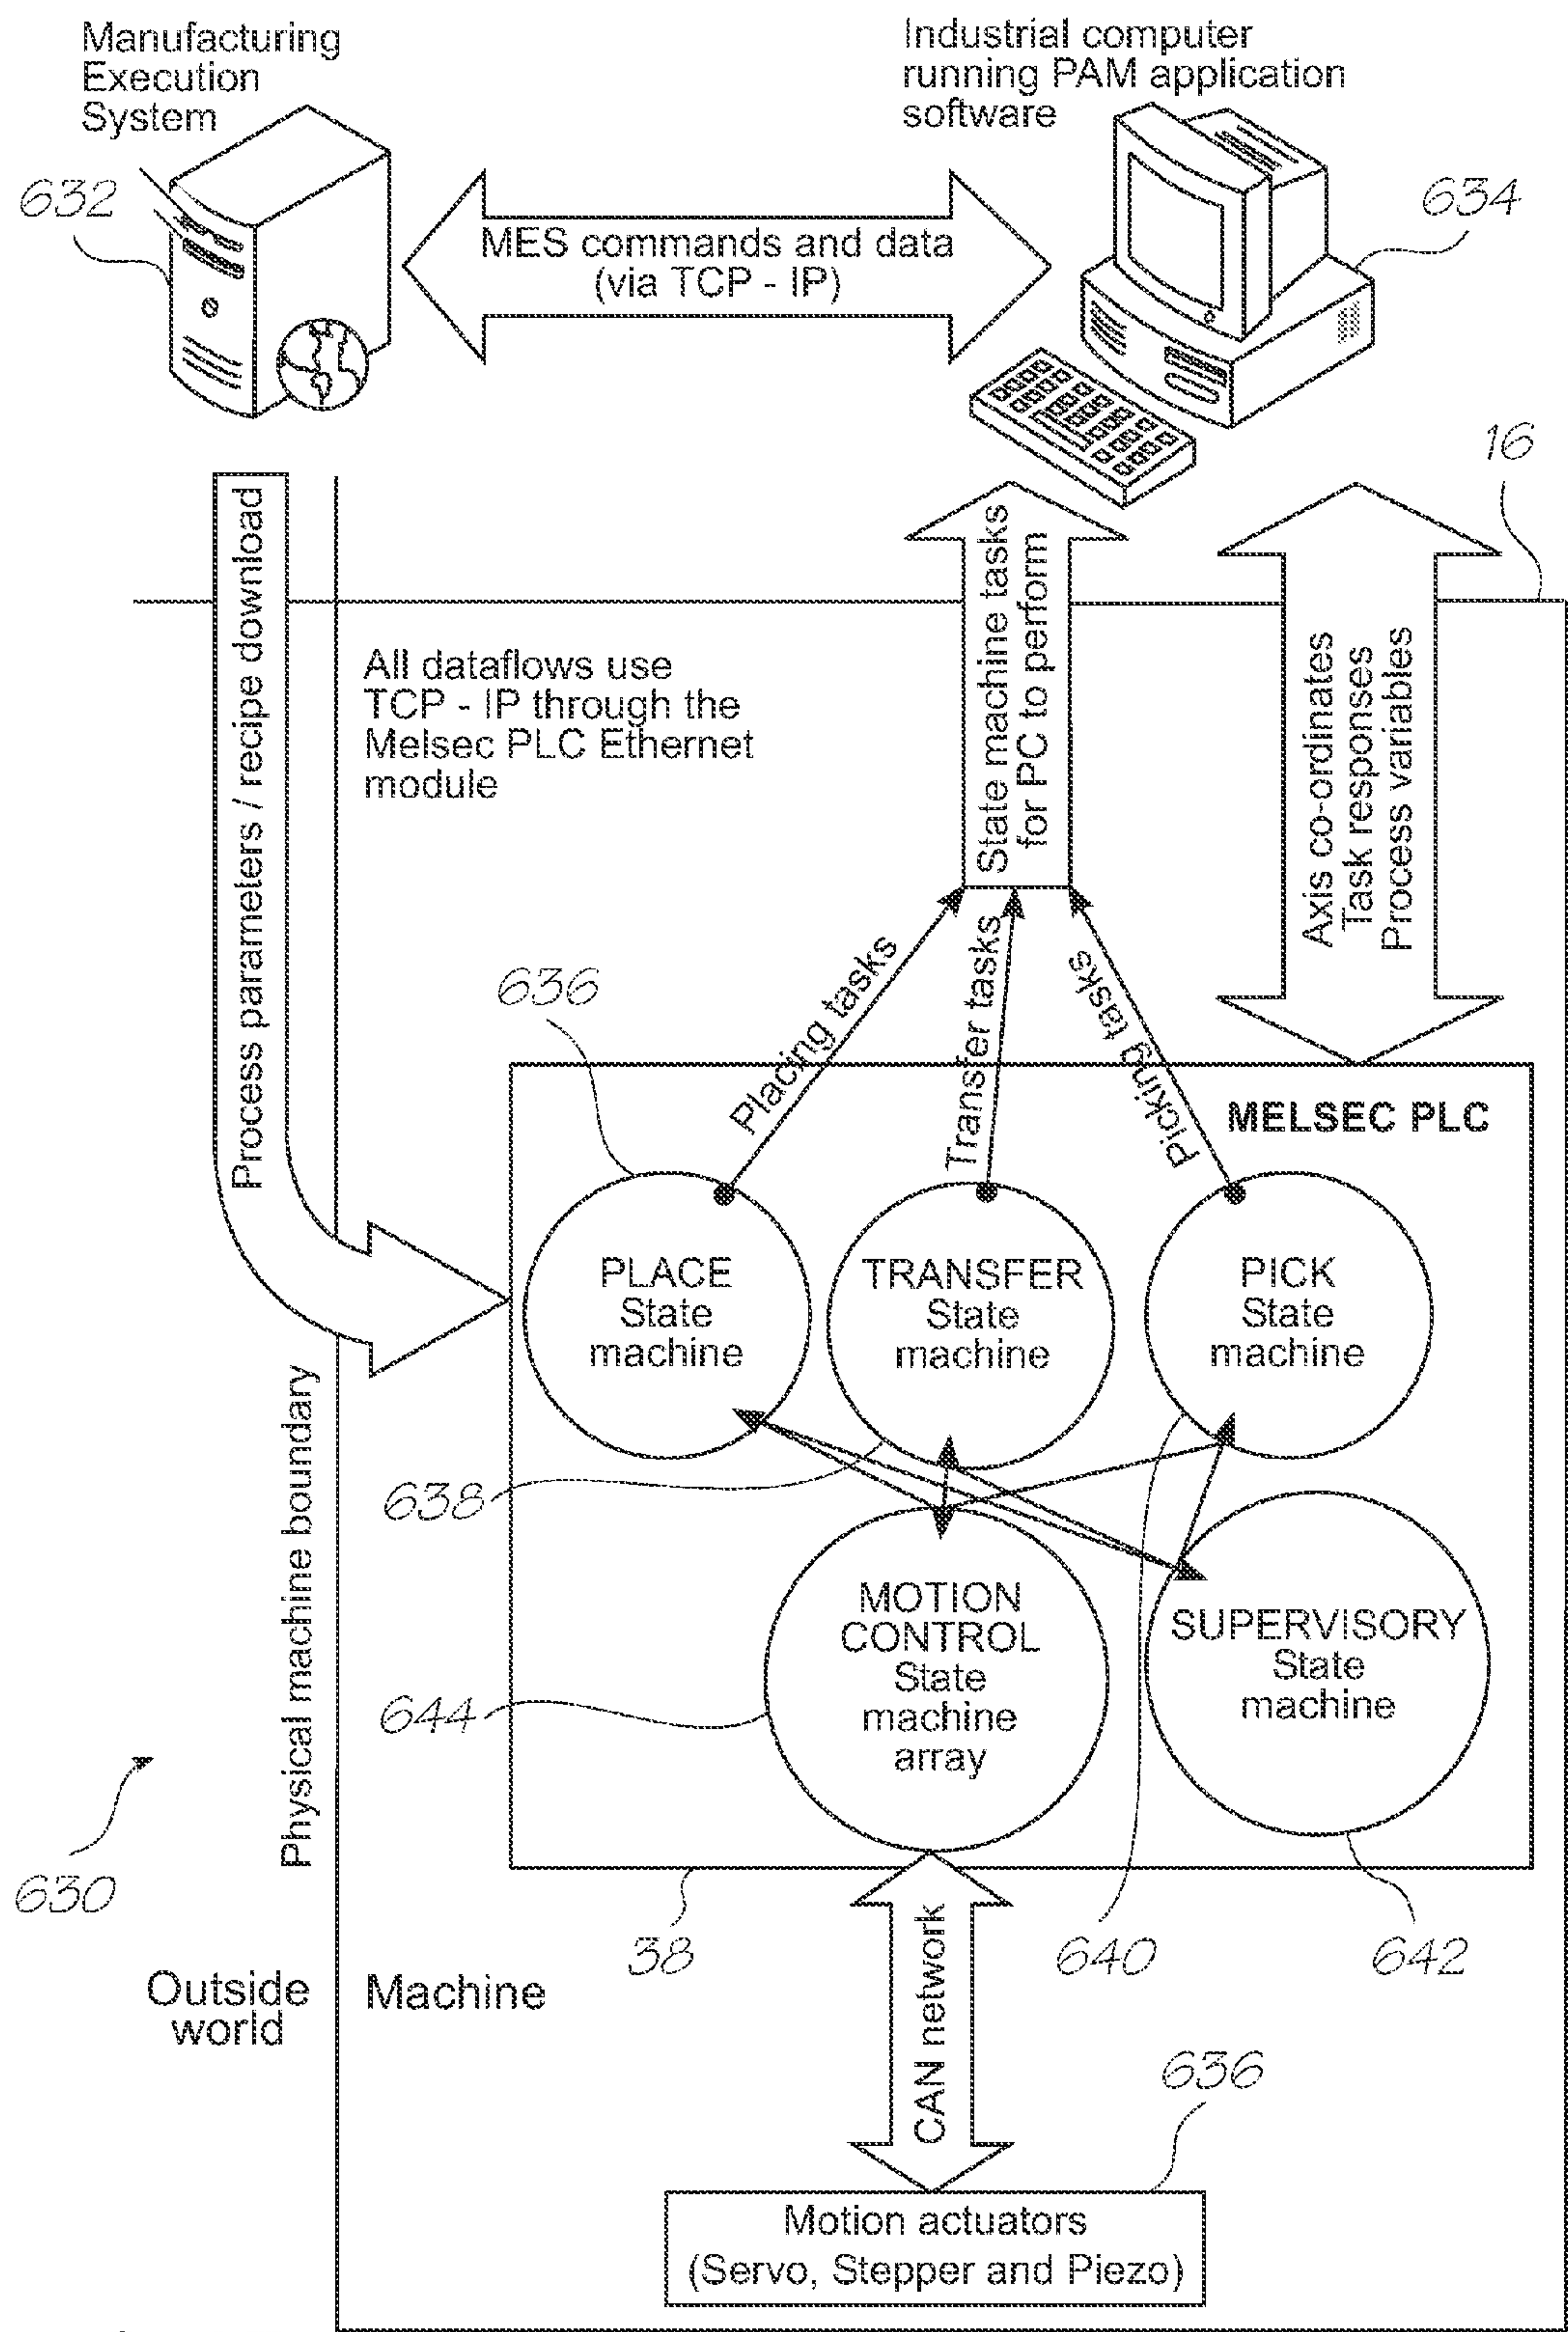 Manufacturing
Execution
System
Industrial computer
running PAM application
software
632
634
MES commands and data
(via TCP - IP)
16
Process parameters / recipe download
All dataflows use
TCP - IP through the
Melsec PLC Ethernet
module
State machine tasks
for PC to perform
Axis co-ordinates
Task responses
Process variables
636
Placing tasks
Transfer tasks
Picking tasks
MELSEC PLC
PLACE
State
machine
TRANSFER
State
machine
PICK
State
machine
638
Physical machine boundary
MOTION
CONTROL
State
machine
array
SUPERVISORY
State
machine
644
630
38
640
642
Outside
world
Machine
CAN network
636
Motion actuators
(Servo, Stepper and Piezo)